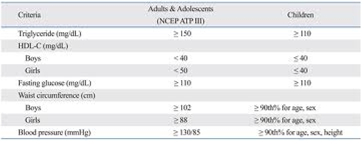 Criteria Adults & Adolescents (NCEP ATP III) Children
Triglyceride (mg/dL) ≥ 150 ≥ 110
HDL-C (mg/dL)
Boys < 40 ≤ 40
Girls < 50 ≤ 40
Fasting glucose (mg/dL) ≥ 110 ≥ 110
Waist circumference (cm)
Boys ≥ 102 ≥ 90th% for age, sex
Girls ≥ 88 ≥ 90th% for age, sex
Blood pressure (mmHg) ≥ 130/85 ≥ 90th% for age, sex, height